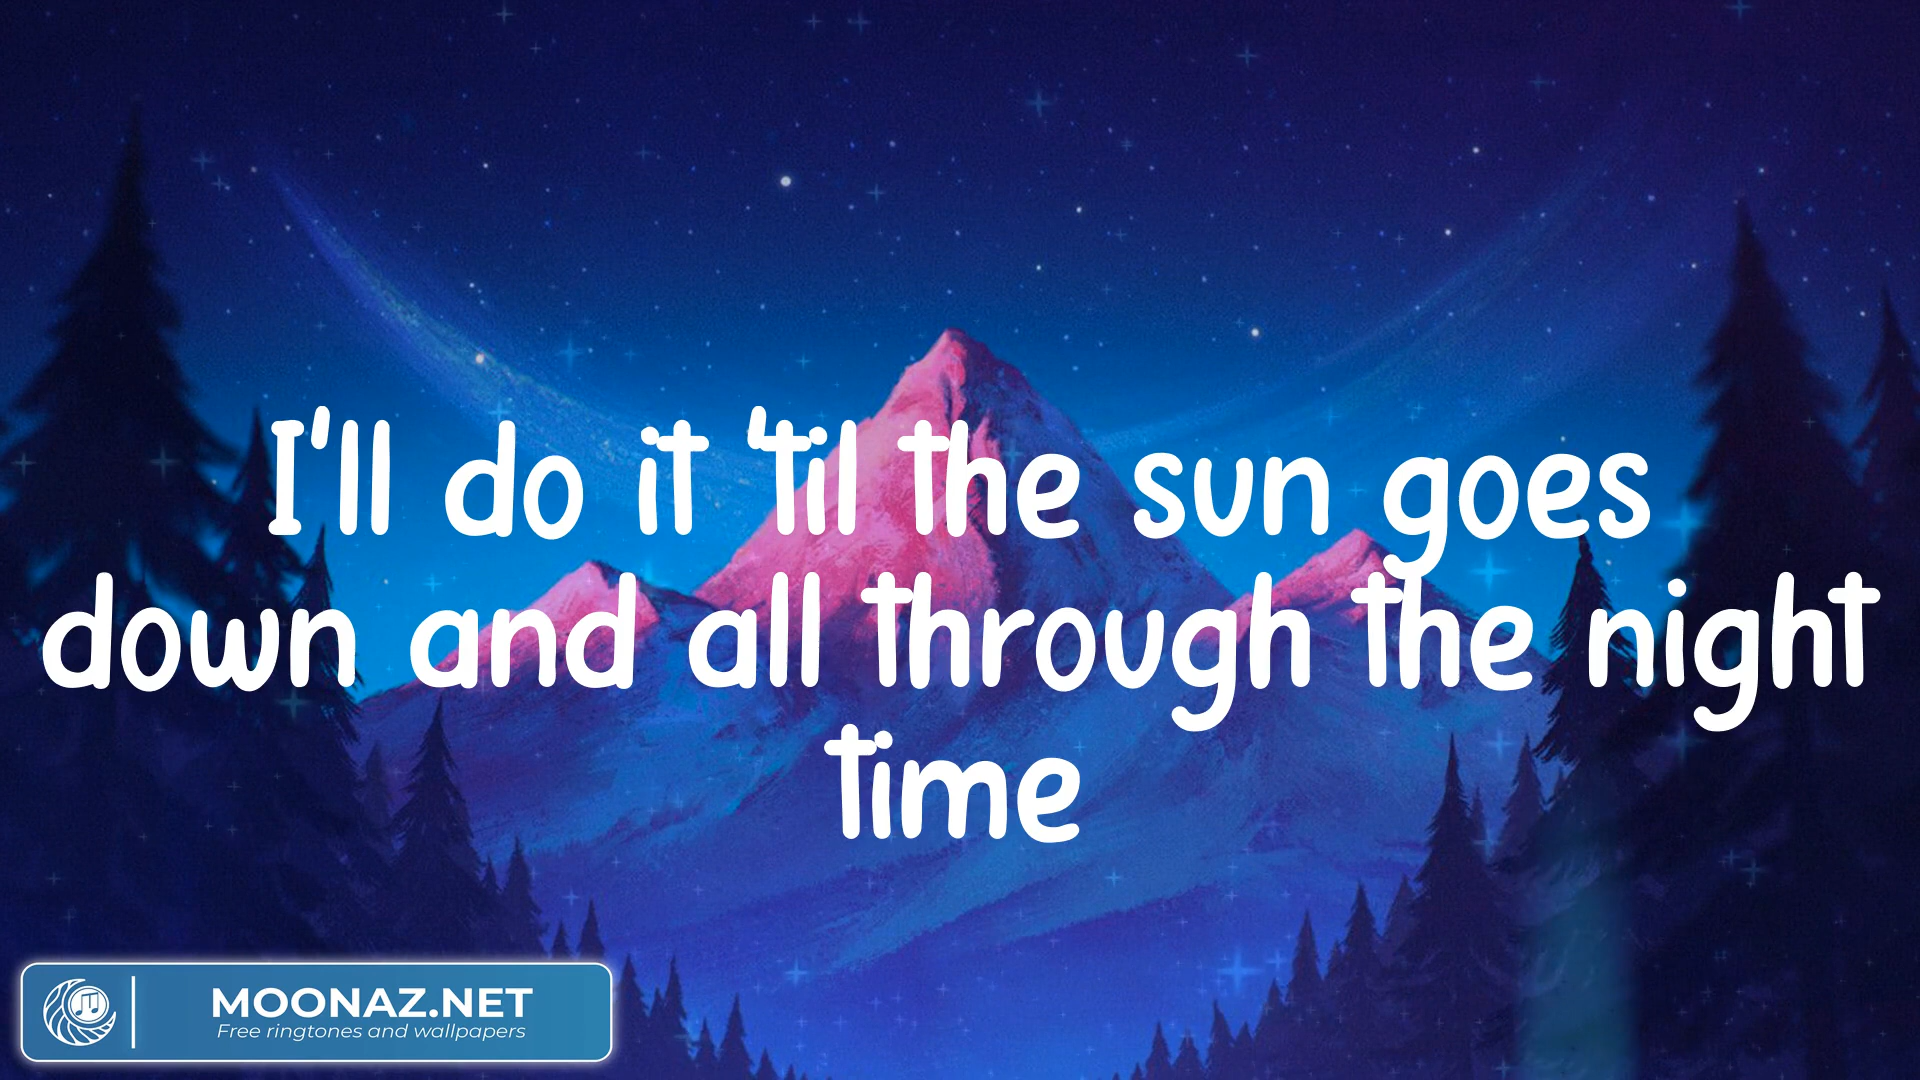 I'll do it 'til the sun goes
down and all through the night
time
MOONAZ.NET
Free ringtones and wallpapers